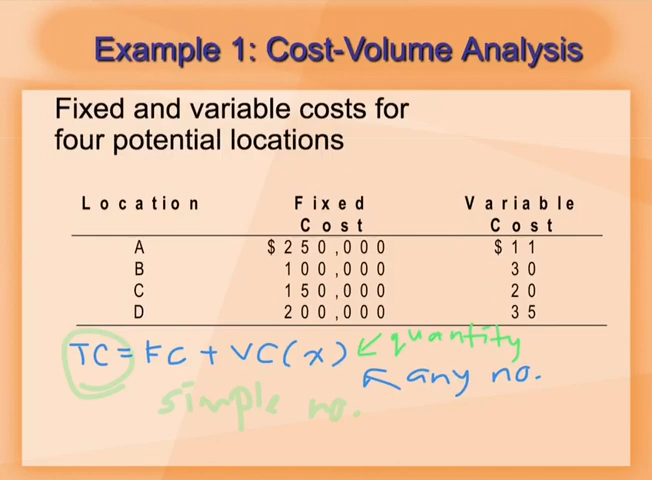 Example 1: Cost-Volume Analysis
Fixed and variable costs for
four potential locations
Location Fixed Cost Variable Cost
A $250,000 $11
B 100,000 30
C 150,000 20
D 200,000 35
TC = FC + VC(x) quantity
any no.
simple no.